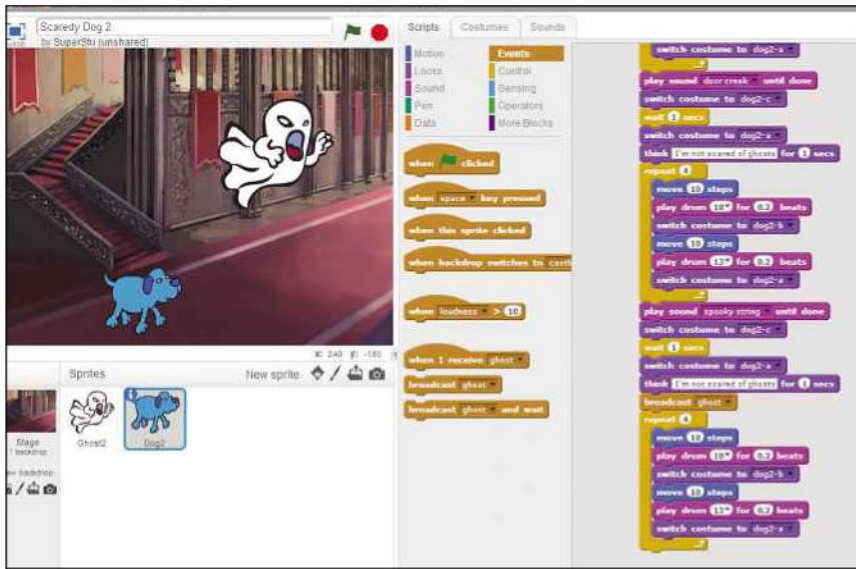 Scaredy Dog 2
by SuperStu (unshared)
X: 240 y: -180
Sprites
New sprite:
Stage
1 backdrop
backdrop
Ghost2
Dog2
Scripts
Costumes
Sounds
Motion
Looks
Sound
Pen
Data
Events
Control
Sensing
Operators
More Blocks
when clicked
when space key pressed
when this sprite clicked
when backdrop switches to
when loudness > 10
when I receive ghost
broadcast ghost
broadcast ghost and wait
switch costume to dog2-a
play sound door creek until done
switch costume to dog2-c
wait 1 secs
switch costume to dog2-a
think I'm not scared of ghosts for 1 secs
repeat 4
move 10 steps
play drum 10 for 0.2 beats
switch costume to dog2-b
move 10 steps
play drum 13 for 0.2 beats
switch costume to dog2-a
play sound spooky string until done
switch costume to dog2-c
wait 1 secs
switch costume to dog2-a
think I'm not scared of ghosts for 1 secs
broadcast ghost
repeat 4
move 10 steps
play drum 10 for 0.2 beats
switch costume to dog2-b
move 10 steps
play drum 13 for 0.2 beats
switch costume to dog2-a